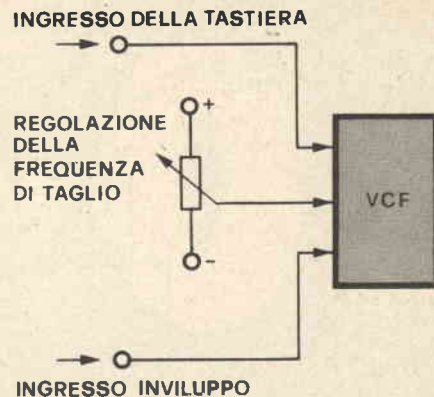 INGRESSO DELLA TASTIERA
+
REGOLAZIONE
DELLA
FREQUENZA
DI TAGLIO
VCF
-
INGRESSO INVILUPPO